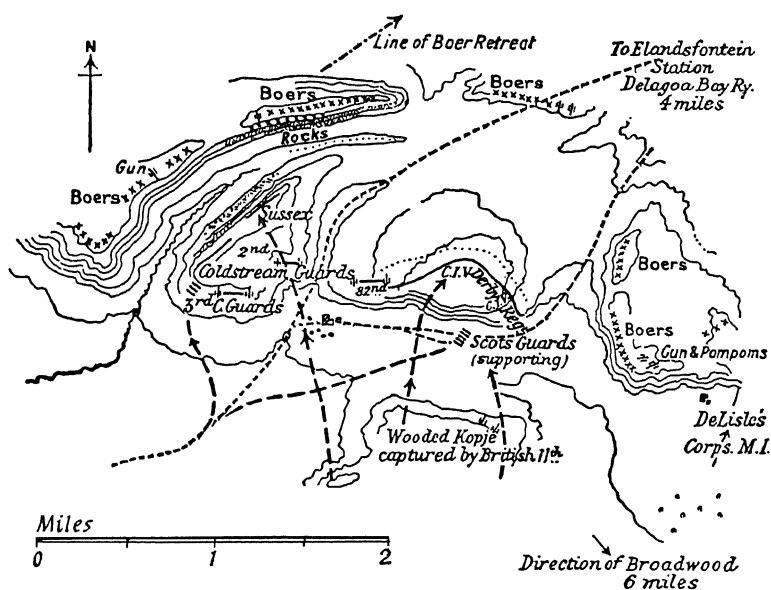 N
Line of Boer Retreat
To Elandsfontein
Station
Delagoa Bay Ry.
4 miles
Boers
Boers
Rocks
Gun
Boers
Sussex
2nd
Coldstream Guards
3rd C. Guards
82nd
C.I.V. Derby Regt
Boers
Boers
Gun & Pompoms
Scots Guards
(supporting)
DeLisle's
Corps. M.I.
Wooded Kopje
captured by British 11th
Miles
0 1 2
Direction of Broadwood
6 miles